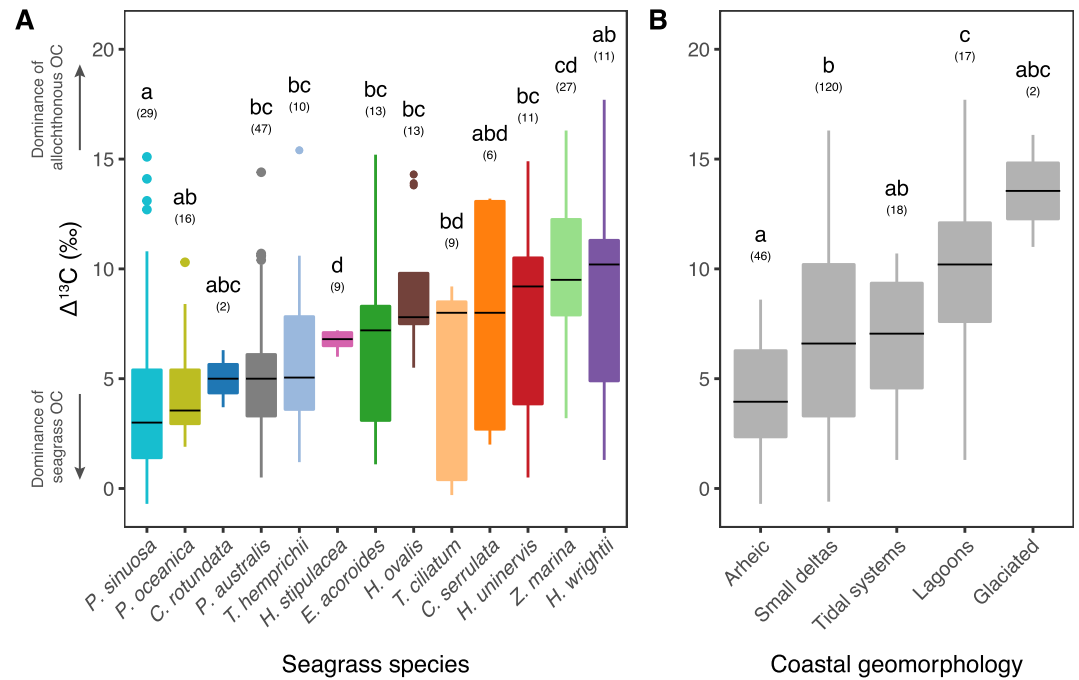 A
Dominance of
allochthonous OC
Δ¹³C (‰)
Dominance of
seagrass OC
20
15
10
5
0
a
(29)
ab
(16)
abc
(2)
bc
(47)
bc
(10)
d
(9)
bc
(13)
bc
(13)
bd
(9)
abd
(6)
bc
(11)
cd
(27)
ab
(11)
P. sinuosa
P. oceanica
C. rotundata
P. australis
T. hemprichii
H. stipulacea
E. acoroides
H. ovalis
T. ciliatum
C. serrulata
H. uninervis
Z. marina
H. wrightii
Seagrass species
B
20
15
10
5
0
a
(46)
b
(120)
ab
(18)
c
(17)
abc
(2)
Arheic
Small deltas
Tidal systems
Lagoons
Glaciated
Coastal geomorphology